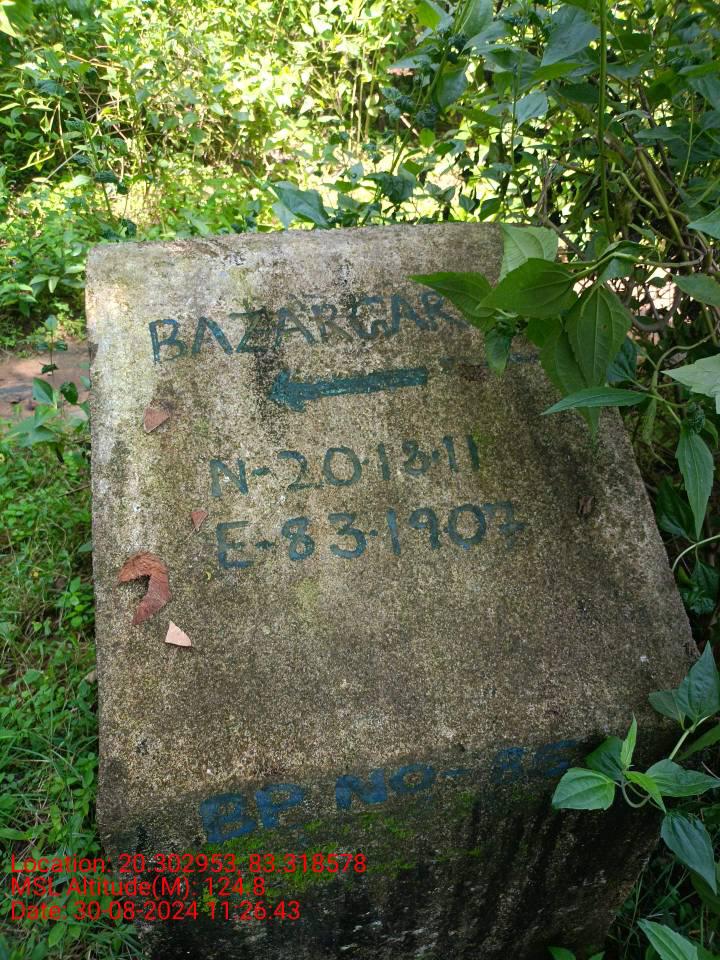 BAZARGAR
N-20.18.11
E-83.1907
BP NO- 85
Location: 20.302953, 83.318578
MSL Altitude(M): 124.8
Date: 30-08-2024 11:26:43